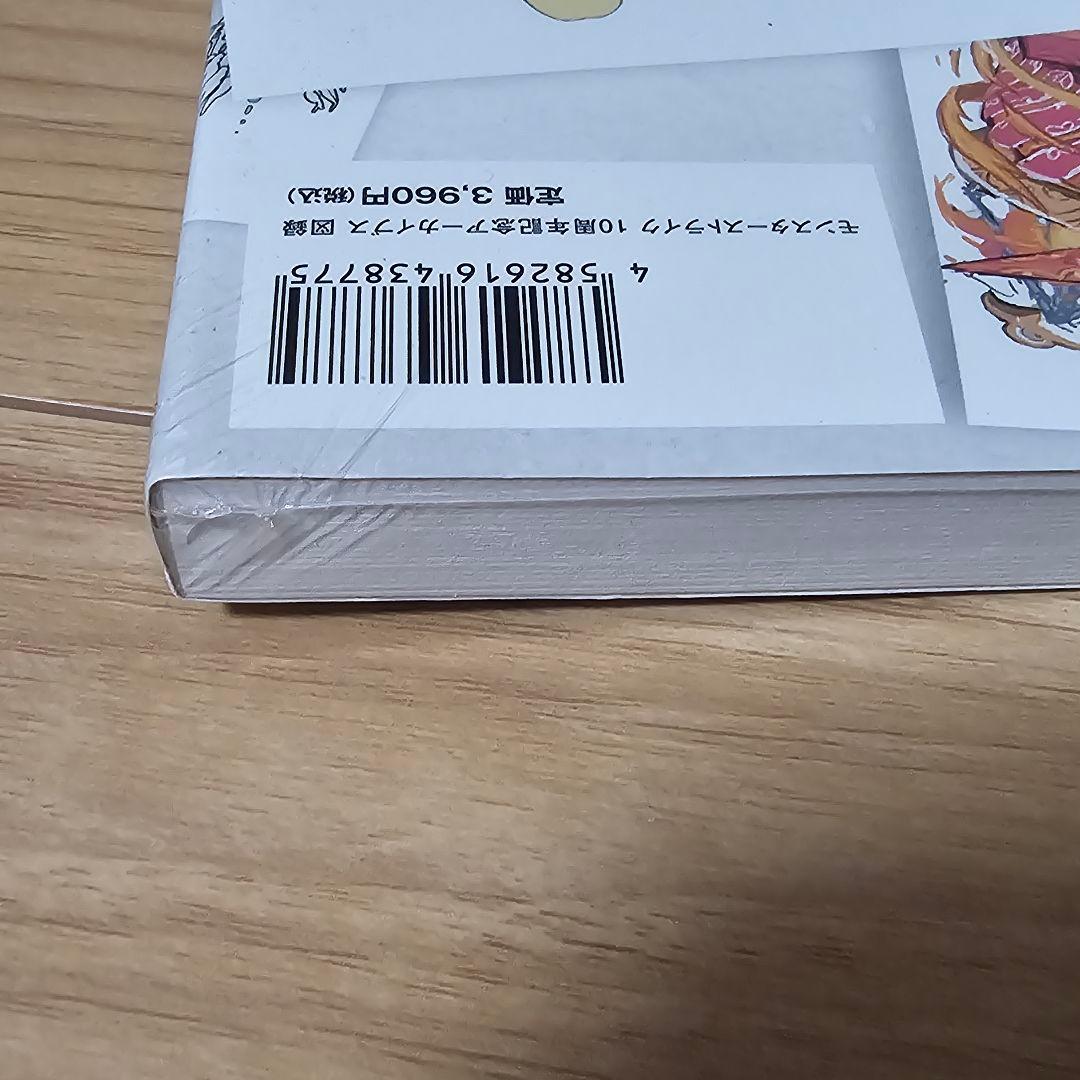 4 582616 438775
モンスターストライク 10周年記念アーカイブス 図録
定価 3,960円(税込)